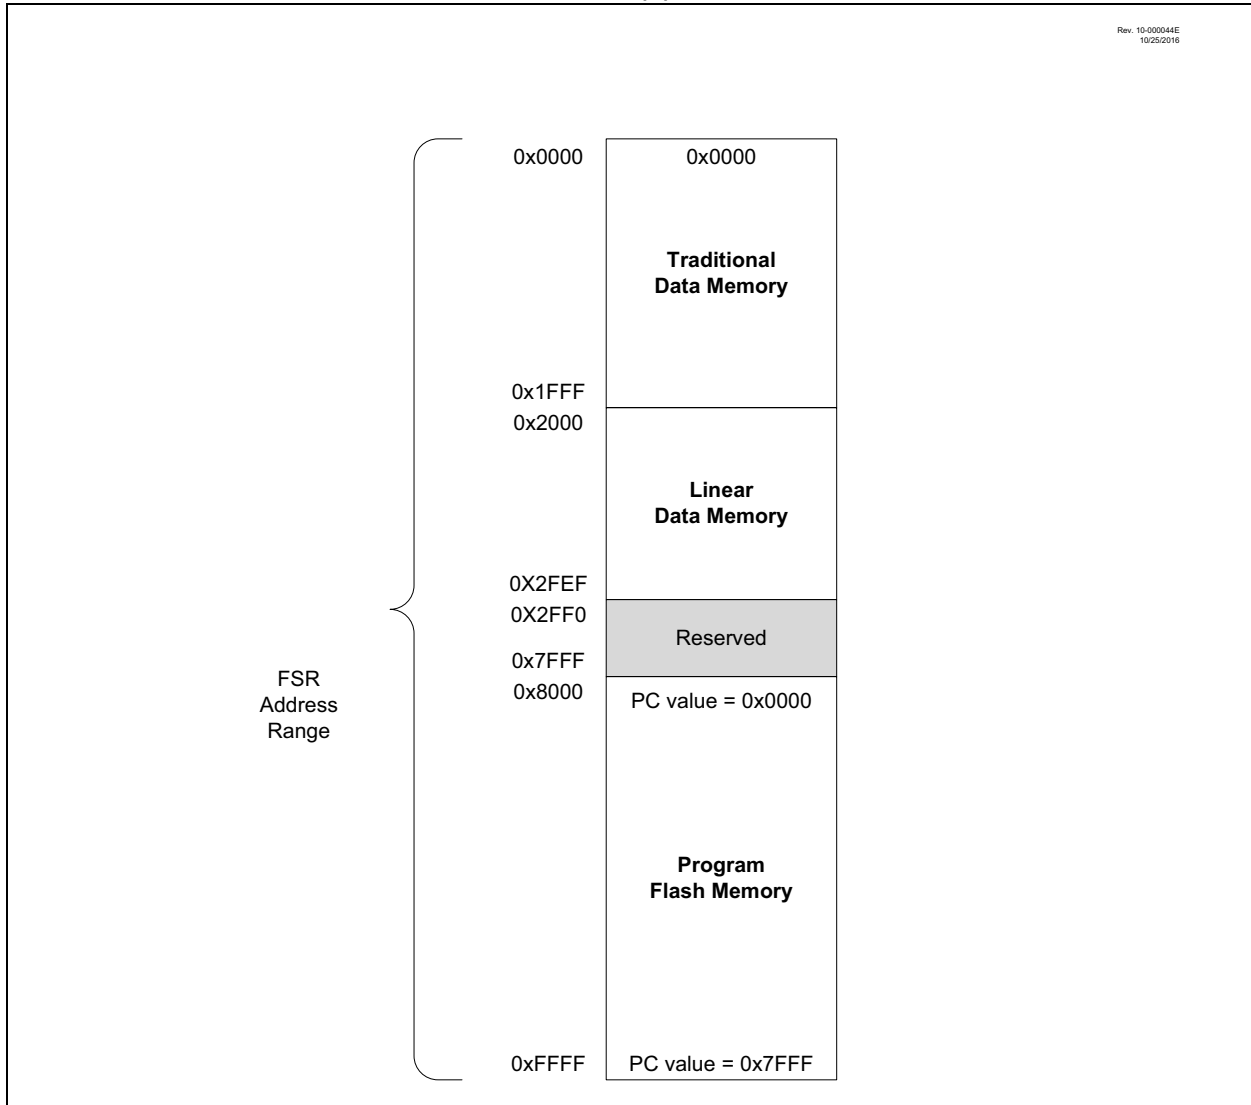 Rev. 10-000044E
10/25/2016
0x0000
0x0000
Traditional
Data Memory
0x1FFF
0x2000
Linear
Data Memory
0X2FEF
0X2FF0
Reserved
0x7FFF
0x8000
PC value = 0x0000
FSR
Address
Range
Program
Flash Memory
0xFFFF
PC value = 0x7FFF